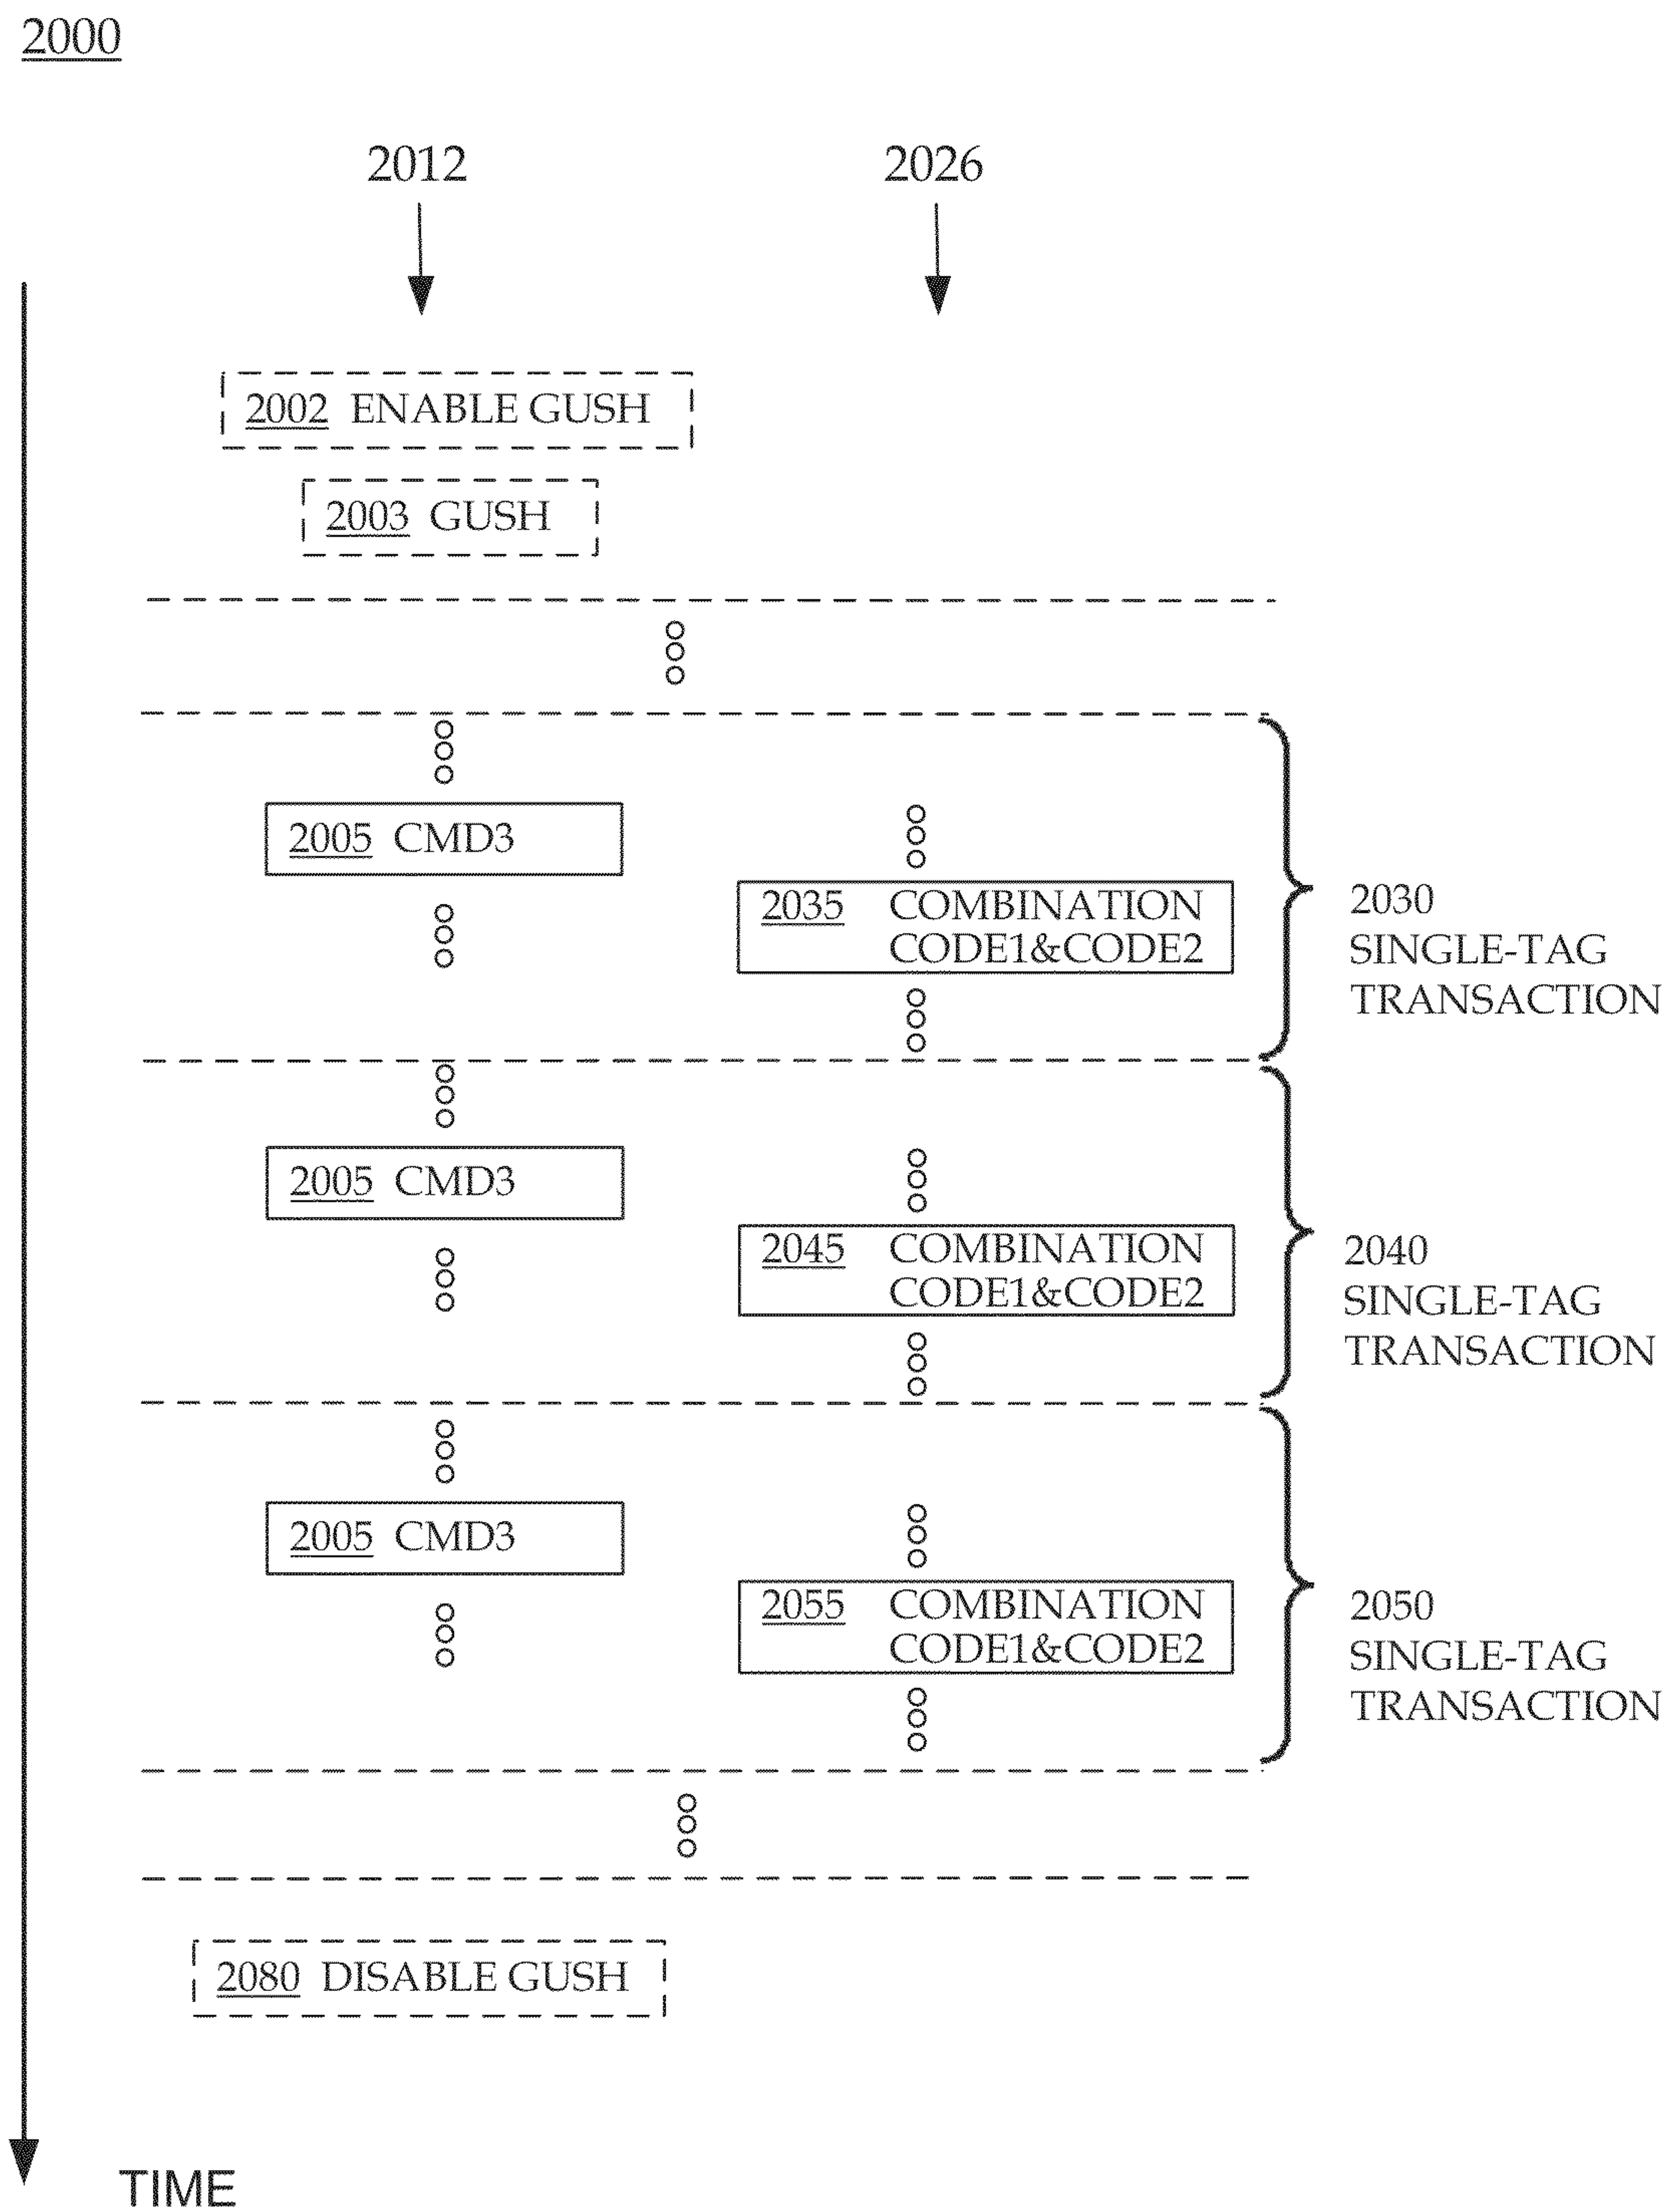 2000
2012 2026
2002 ENABLE GUSH
2003 GUSH
2005 CMD3
2035 COMBINATION
CODE1&CODE2
2030
SINGLE-TAG
TRANSACTION
2005 CMD3
2045 COMBINATION
CODE1&CODE2
2040
SINGLE-TAG
TRANSACTION
2005 CMD3
2055 COMBINATION
CODE1&CODE2
2050
SINGLE-TAG
TRANSACTION
2080 DISABLE GUSH
TIME